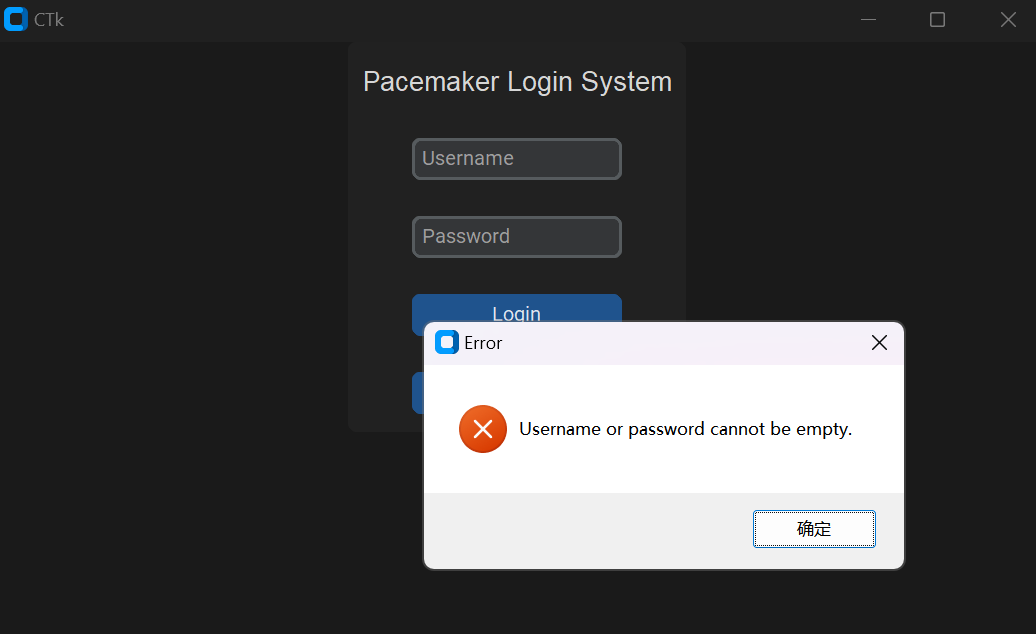 CTk
Pacemaker Login System
Username
Password
Login
Error
Username or password cannot be empty.
确定